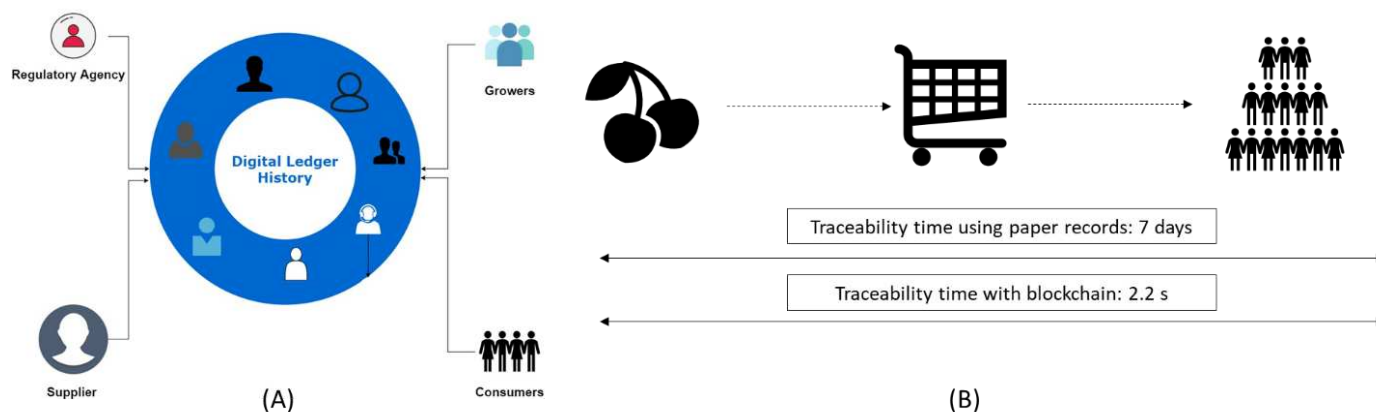 Regulatory Agency
Growers
Digital Ledger
History
Supplier
Consumers
(A)
Traceability time using paper records: 7 days
Traceability time with blockchain: 2.2 s
(B)